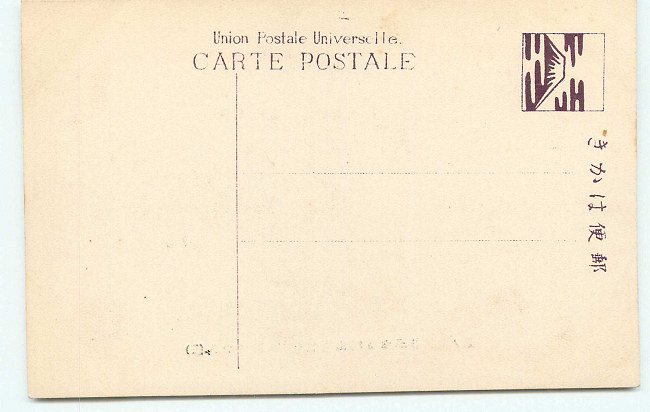 Union Postale Universelle.
CARTE POSTALE
郵便はかき